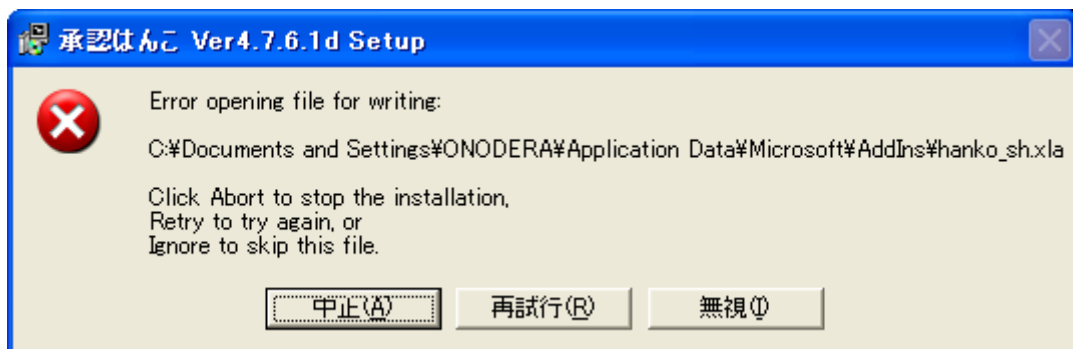 承認はんこ Ver4.7.6.1d Setup
Error opening file for writing:
C:¥Documents and Settings¥ONODERA¥Application Data¥Microsoft¥AddIns¥hanko_sh.xla
Click Abort to stop the installation,
Retry to try again, or
Ignore to skip this file.
中止(A)
再試行(R)
無視(I)